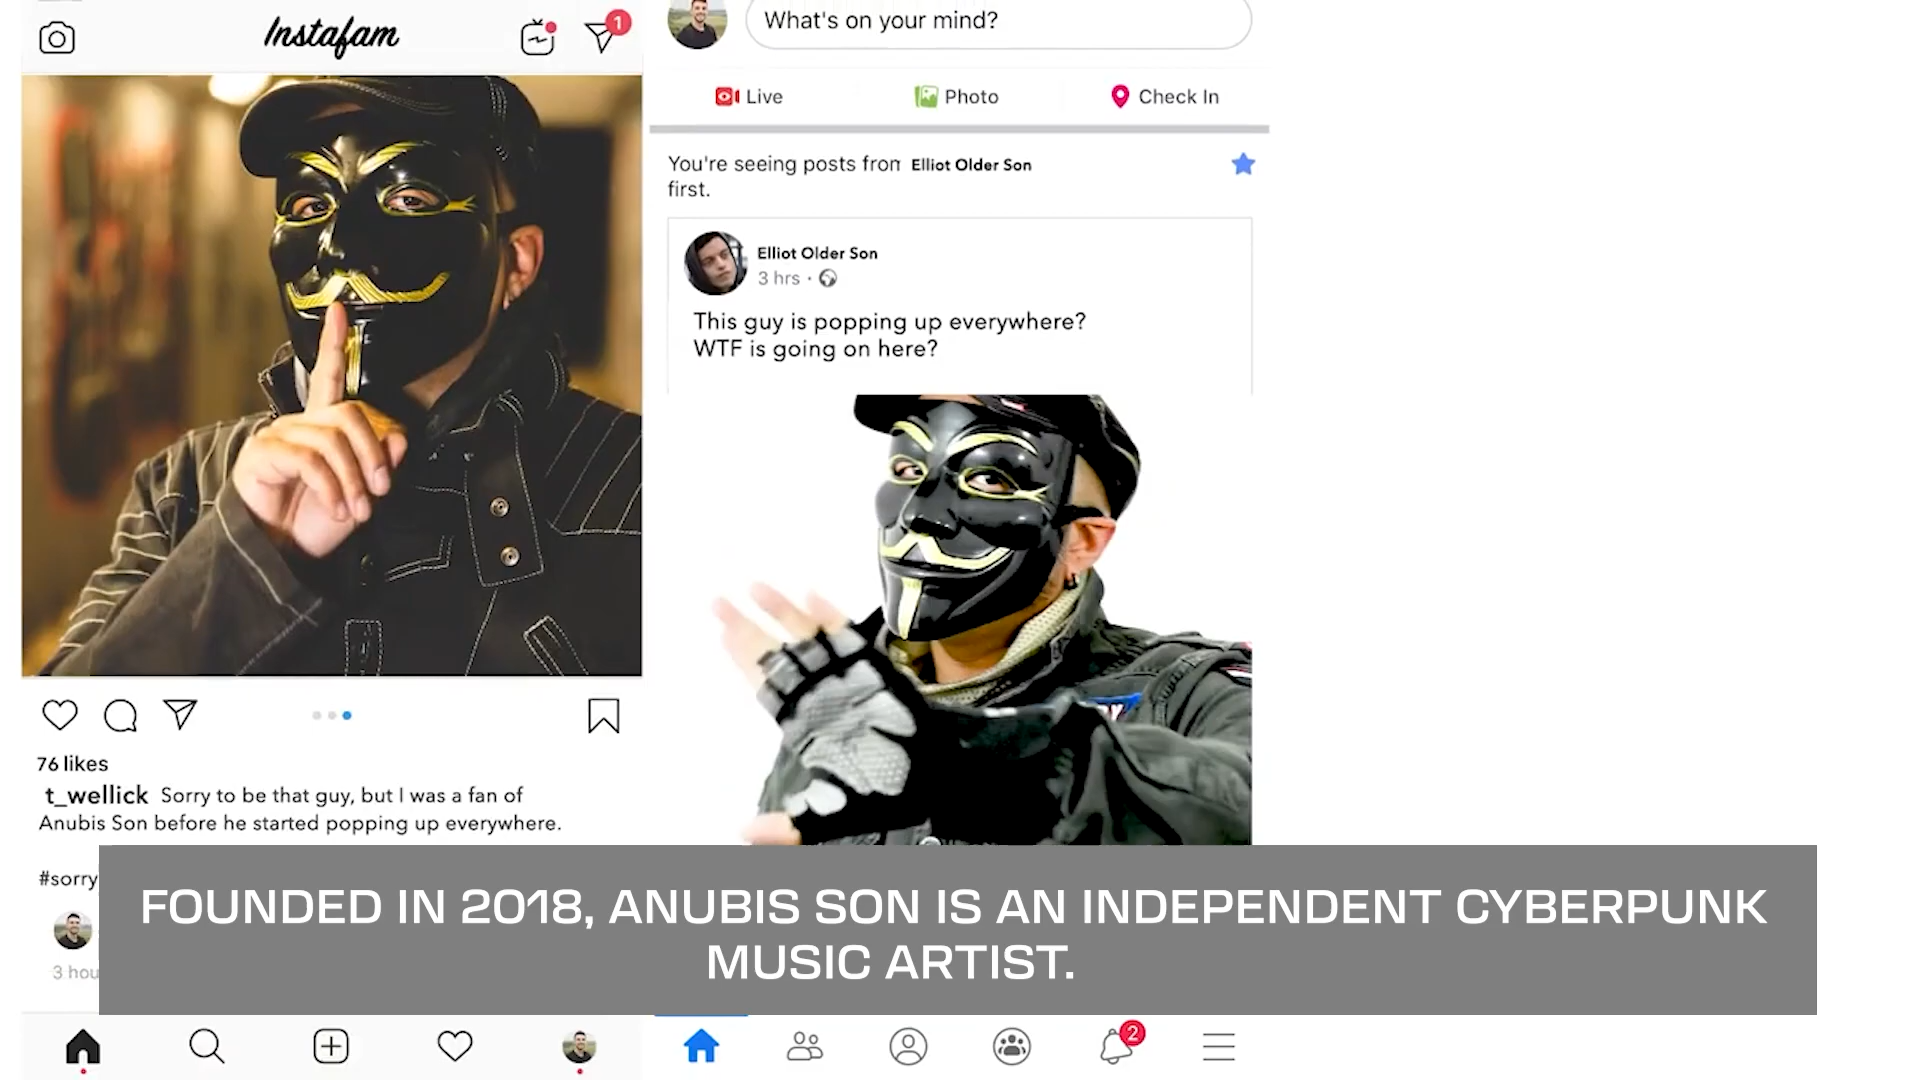 Instafam
1
76 likes
t_wellick Sorry to be that guy, but I was a fan of
Anubis Son before he started popping up everywhere.
#sorry
3 hou
What's on your mind?
Live
Photo
Check In
You're seeing posts from Elliot Older Son
first.
Elliot Older Son
3 hrs ·
This guy is popping up everywhere?
WTF is going on here?
FOUNDED IN 2018, ANUBIS SON IS AN INDEPENDENT CYBERPUNK
MUSIC ARTIST.
2